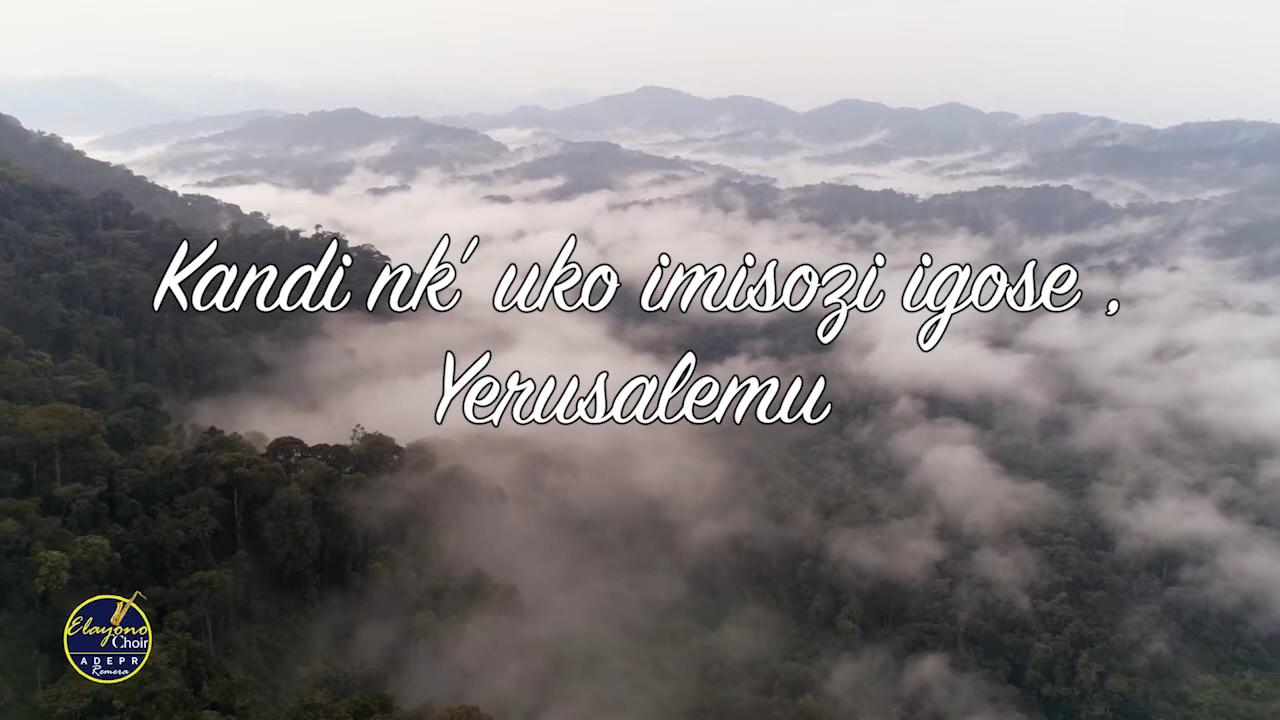 Kandi nk' uko imisozi igose ,
Yerusalemu
Elayono
Choir
ADEPR
Remera